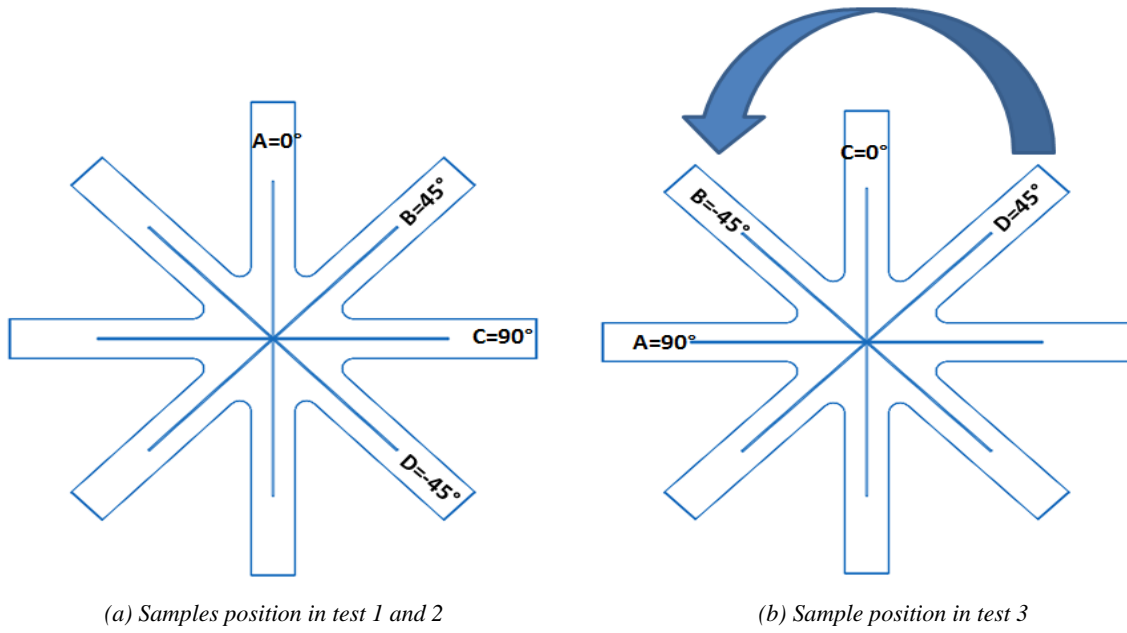 A=0°
B=45°
C=90°
D=-45°
(a) Samples position in test 1 and 2
C=0°
B=-45°
D=45°
A=90°
(b) Sample position in test 3